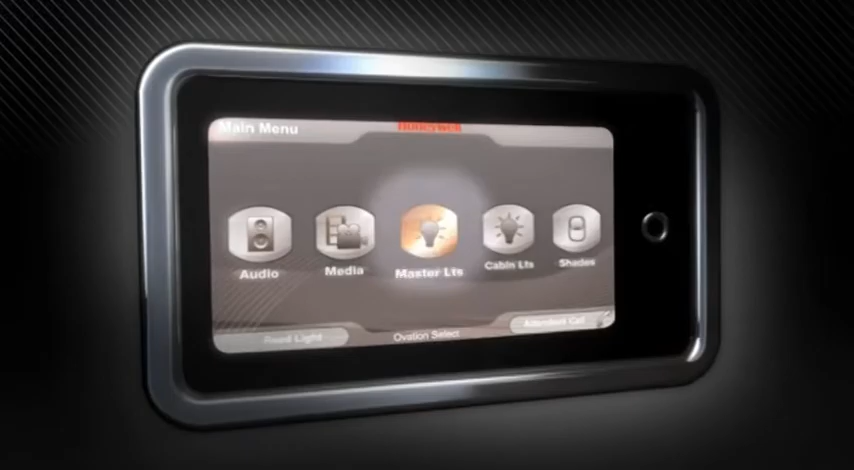 Main Menu
Honeywell
Audio
Media
Master Lts
Cabin Lts
Shades
Read Light
Ovation Select
Attendant Call